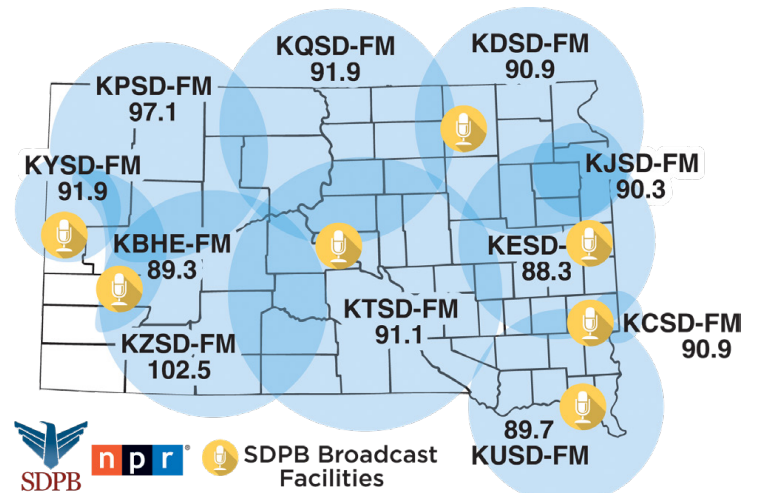 KQSD-FM
91.9
KDSD-FM
90.9
KPSD-FM
97.1
KYSD-FM
91.9
KJSD-FM
90.3
KBHE-FM
89.3
KESD-
88.3
KTSD-FM
91.1
KCSD-FM
90.9
KZSD-FM
102.5
89.7
KUSD-FM
SDPB
npr®
SDPB Broadcast
Facilities